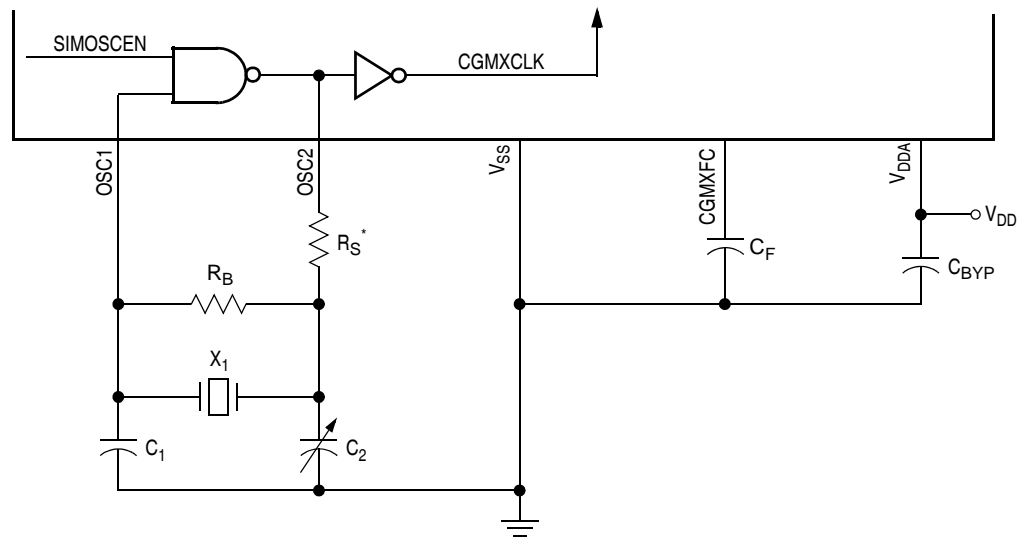 SIMOSCEN
CGMXCLK
OSC1
OSC2
VSS
CGMXFC
VDDA
VDD
RS*
CF
CBYP
RB
X1
C1
C2